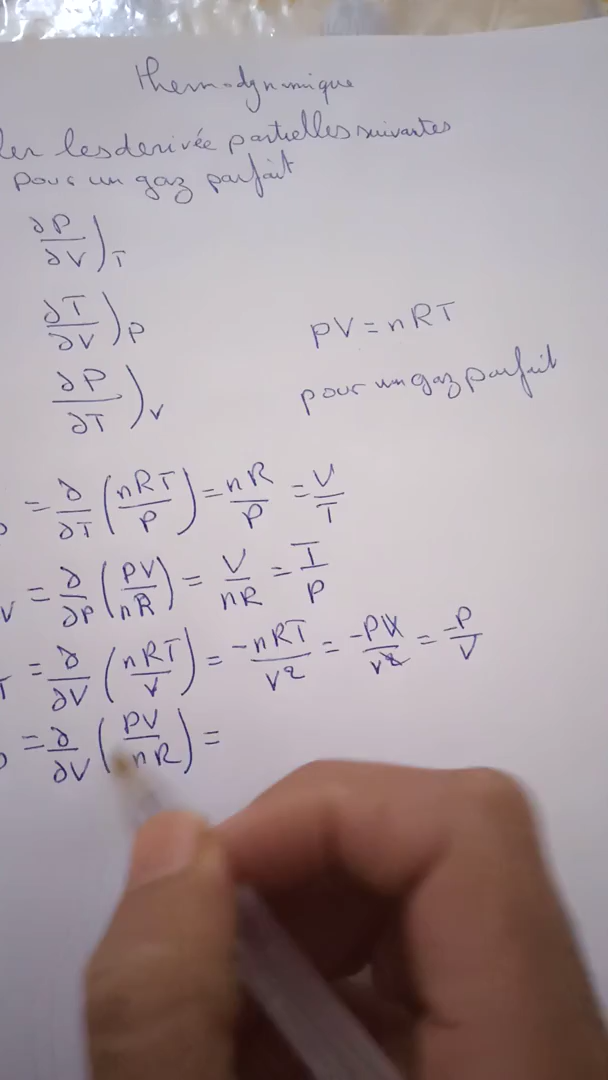 thermodynamique
ler les derivée partielles suivantes
pour un gaz parfait
∂P/∂V)T
∂T/∂V)P
PV = nRT
∂P/∂T)V
pour un gaz parfait
= ∂/∂T (nRT/P) = nR/P = V/T
V = ∂/∂P (PV/nR) = V/nR = T/P
T = ∂/∂V (nRT/V) = -nRT/V² = -PV/V² = -P/V
= ∂/∂V (PV/nR) =